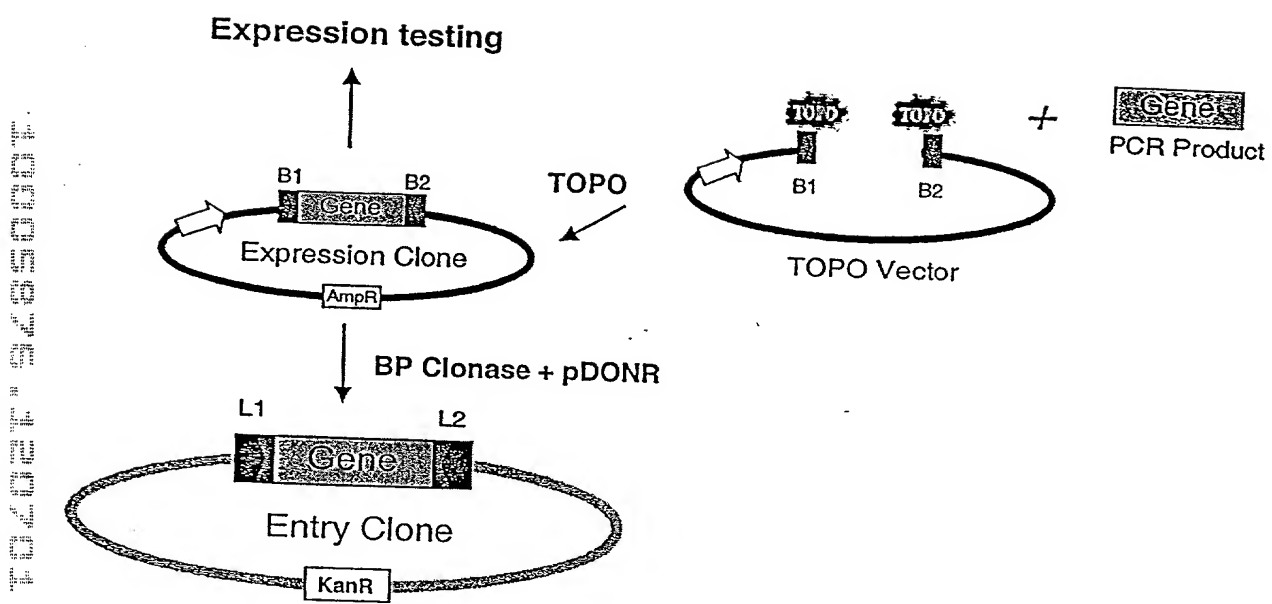 Expression testing
TOPO TOPO + Gene
PCR Product
B1 B2
TOPO Vector
TOPO
B1 Gene B2
Expression Clone
AmpR
BP Clonase + pDONR
L1 L2
Gene
Entry Clone
KanR